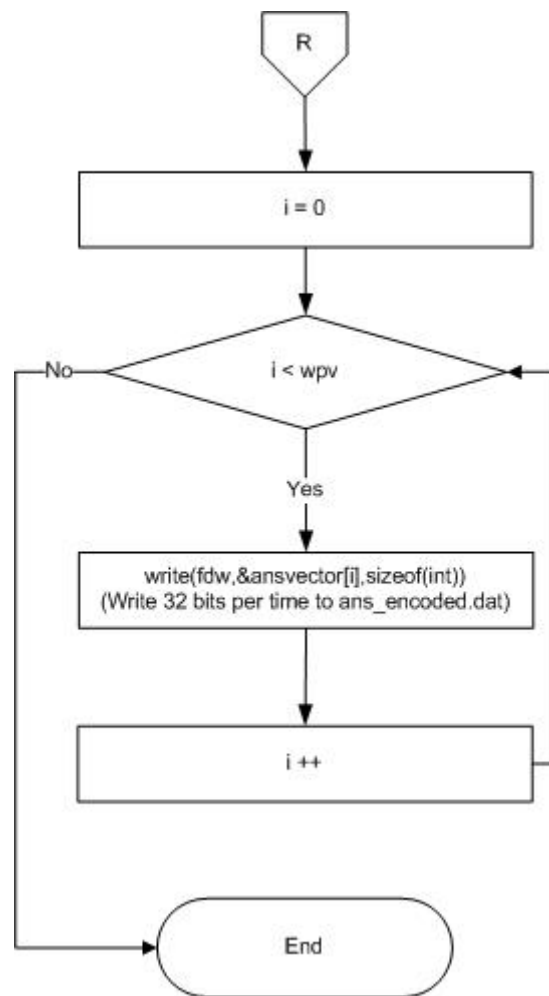 R
i = 0
i < wpv
No
Yes
write(fdw,&ansvector[i],sizeof(int))
(Write 32 bits per time to ans_encoded.dat)
i ++
End